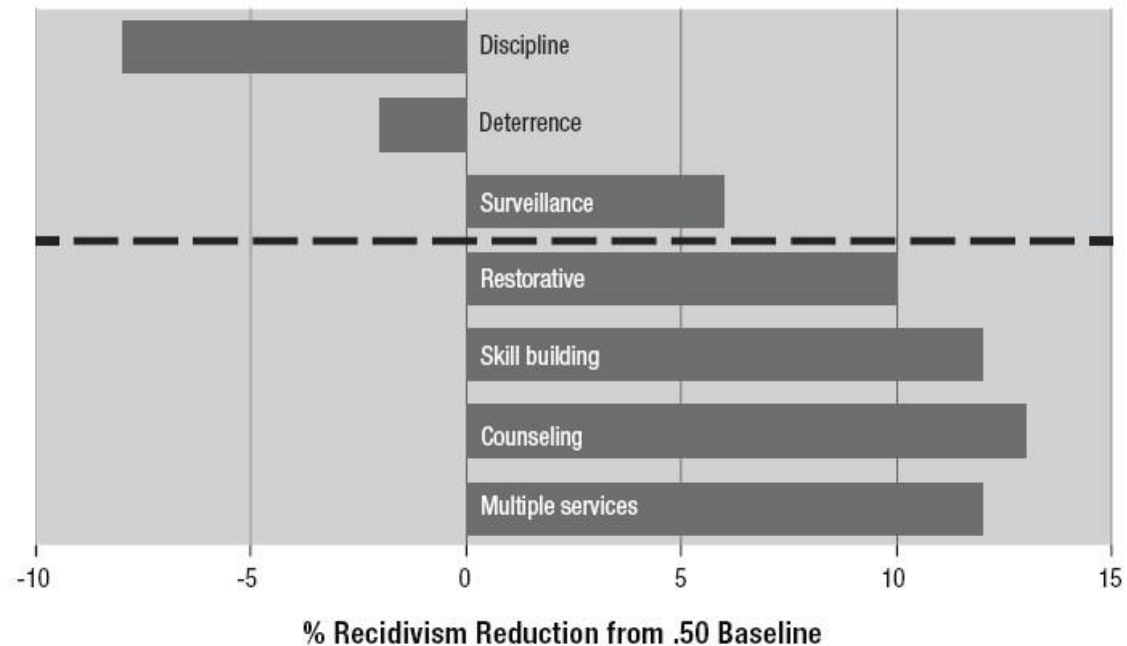 Discipline
Deterrence
Surveillance
Restorative
Skill building
Counseling
Multiple services
-10 -5 0 5 10 15
% Recidivism Reduction from .50 Baseline